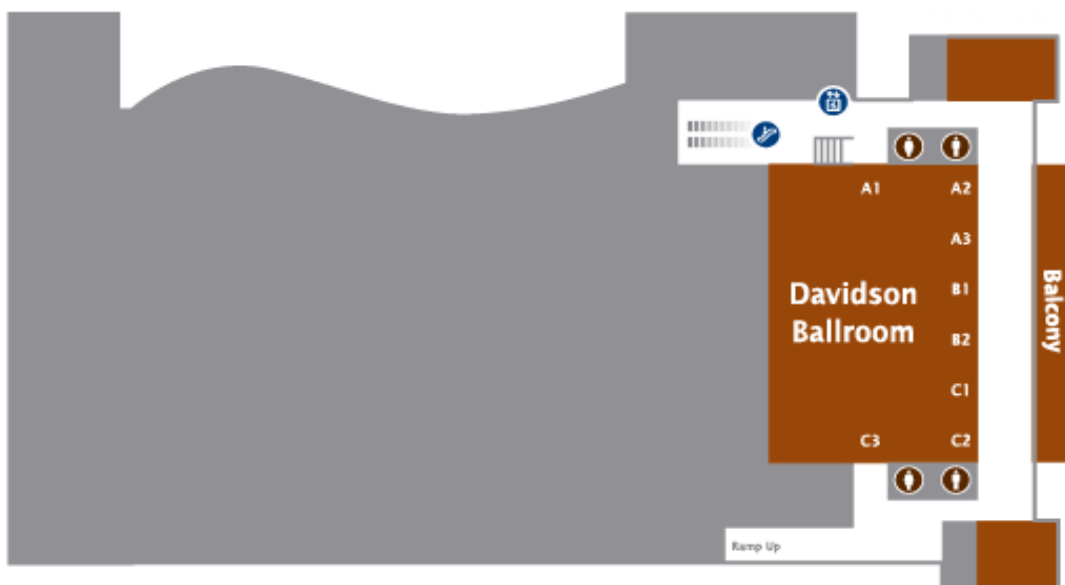 A1
A2
A3
Davidson
Ballroom
B1
B2
Balcony
C1
C3
C2
Ramp Up